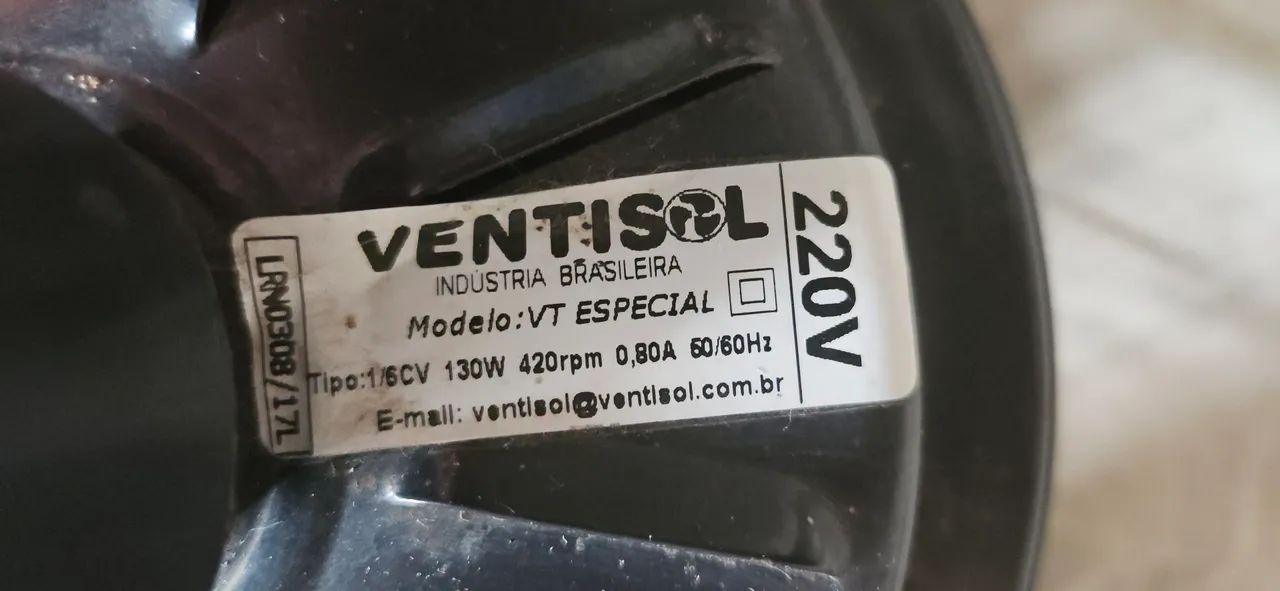 VENTISOL
INDÚSTRIA BRASILEIRA
Modelo: VT ESPECIAL
Tipo:1/6CV 130W 420rpm 0,80A 50/60Hz
E-mail: ventisol@ventisol.com.br
220V
LRN0308/17L